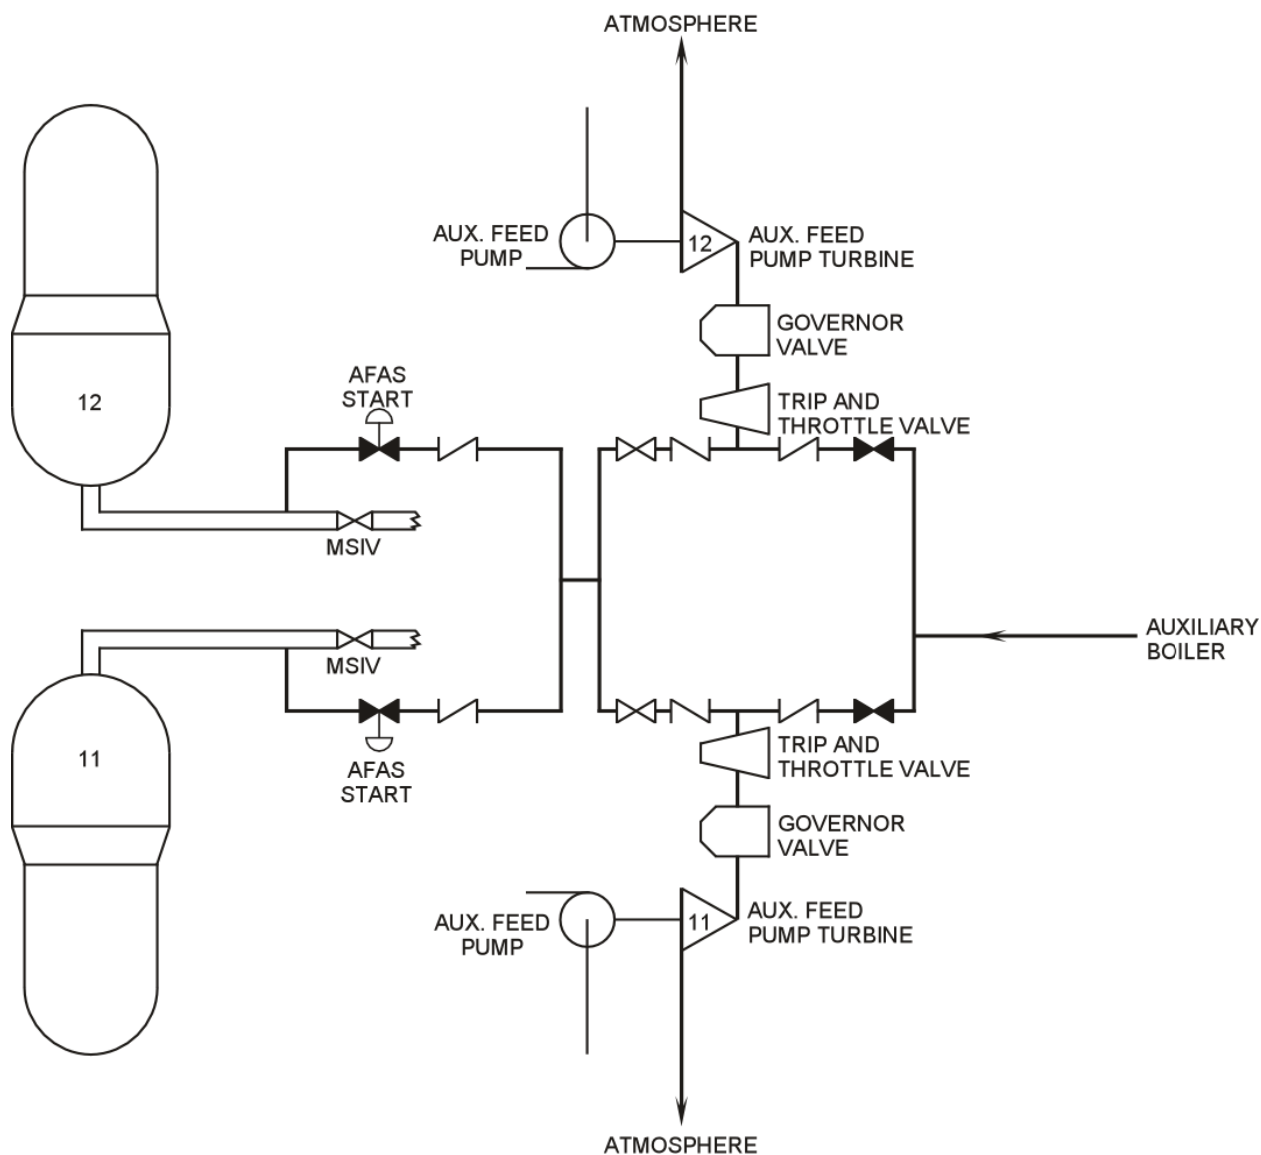 ATMOSPHERE
AUX. FEED
PUMP
12
AUX. FEED
PUMP TURBINE
GOVERNOR
VALVE
AFAS
START
12
TRIP AND
THROTTLE VALVE
MSIV
AUXILIARY
BOILER
MSIV
11
AFAS
START
TRIP AND
THROTTLE VALVE
GOVERNOR
VALVE
AUX. FEED
PUMP
11
AUX. FEED
PUMP TURBINE
ATMOSPHERE